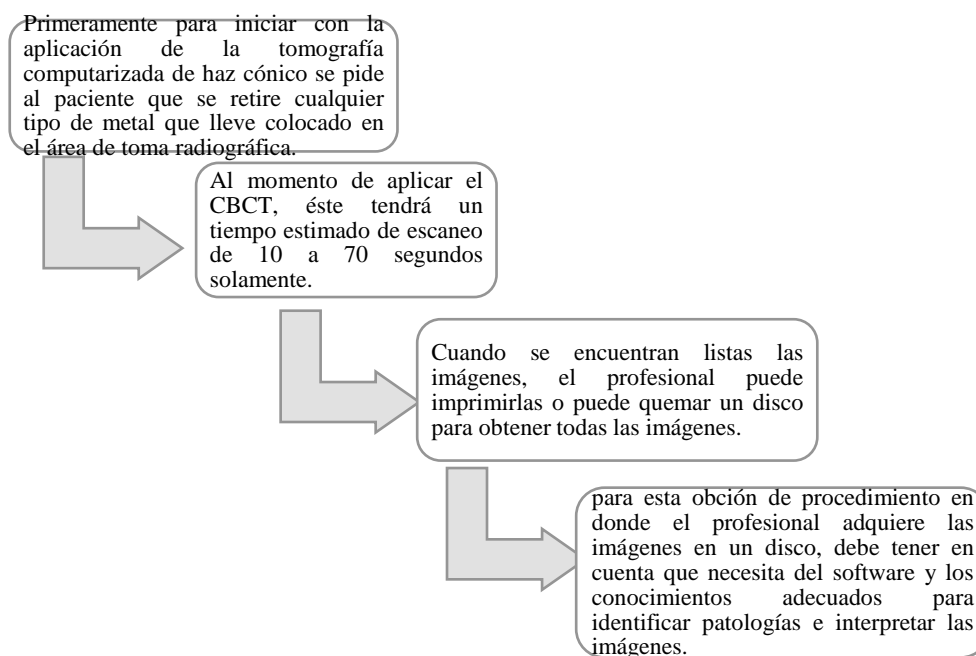 Primeramente para iniciar con la
aplicación de la tomografía
computarizada de haz cónico se pide
al paciente que se retire cualquier
tipo de metal que lleve colocado en
el área de toma radiográfica.
Al momento de aplicar el
CBCT, éste tendrá un
tiempo estimado de escaneo
de 10 a 70 segundos
solamente.
Cuando se encuentran listas las
imágenes, el profesional puede
imprimirlas o puede quemar un disco
para obtener todas las imágenes.
para esta obción de procedimiento en
donde el profesional adquiere las
imágenes en un disco, debe tener en
cuenta que necesita del software y los
conocimientos adecuados para
identificar patologías e interpretar las
imágenes.